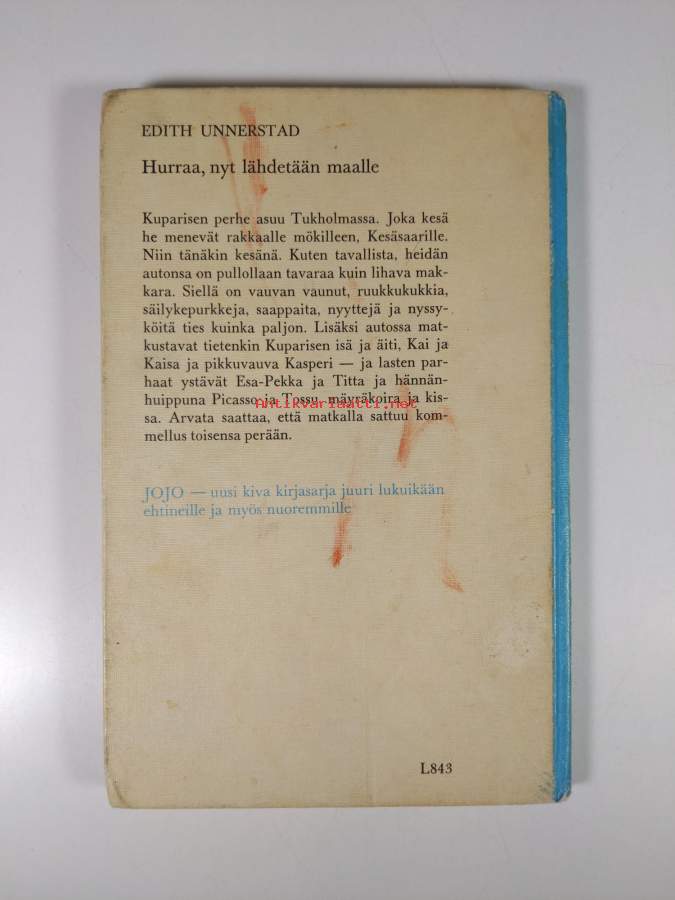 EDITH UNNERSTAD
Hurraa, nyt lähdetään maalle
Kuparisen perhe asuu Tukholmassa. Joka kesä
he menevät rakkaalle mökilleen, Kesäsaarille.
Niin tänäkin kesänä. Kuten tavallista, heidän
autonsa on pullollaan tavaraa kuin lihava mak-
kara. Siellä on vauvan vaunut, ruukkukukkia,
säilykepurkkeja, saappaita, nyyttejä ja nyssy-
köitä ties kuinka paljon. Lisäksi autossa mat-
kustavat tietenkin Kuparisen isä ja äiti, Kai ja
Kaisa ja pikkuvauva Kasperi — ja lasten par-
haat ystävät Esa-Pekka ja Titta ja hännän-
huippuna Picasso ja Tossu, mäyräkoira ja kis-
Antikvariaatti.net
sa. Arvata saattaa, että matkalla sattuu kom-
mellus toisensa perään.
JOJO — uusi kiva kirjasarja juuri lukuikään
ehtineille ja myös nuoremmille
L843